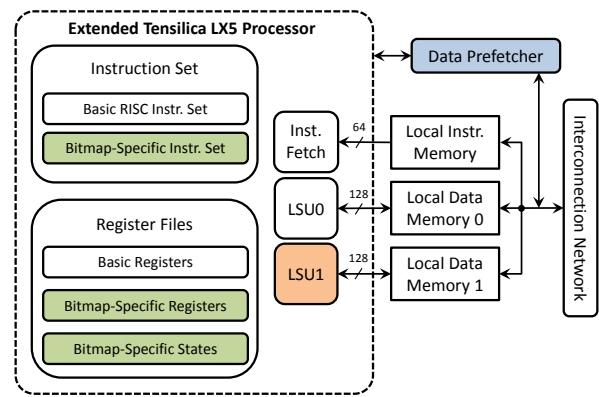 Extended Tensilica LX5 Processor
Instruction Set
Basic RISC Instr. Set
Bitmap-Specific Instr. Set
Register Files
Basic Registers
Bitmap-Specific Registers
Bitmap-Specific States
Inst.
Fetch
LSU0
LSU1
64
128
128
Data Prefetcher
Local Instr.
Memory
Local Data
Memory 0
Local Data
Memory 1
Interconnection Network